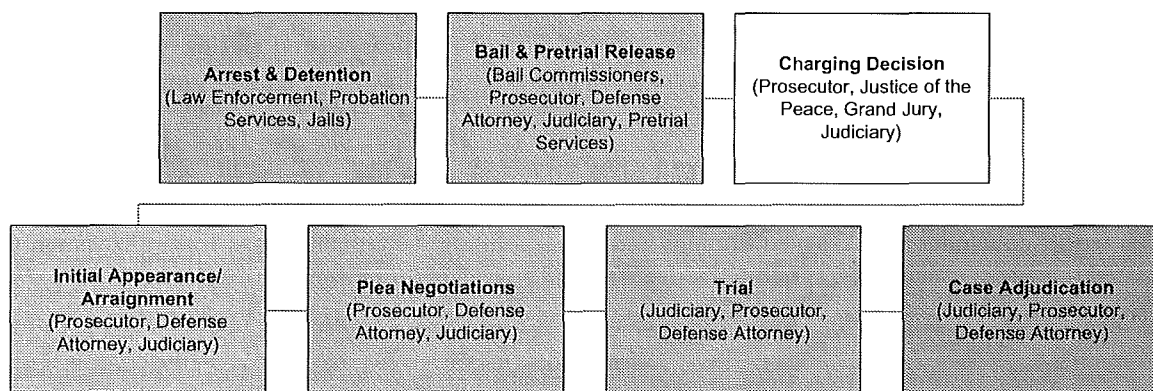 Arrest & Detention
(Law Enforcement, Probation
Services, Jails)
Bail & Pretrial Release
(Bail Commissioners,
Prosecutor, Defense
Attorney, Judiciary, Pretrial
Services)
Charging Decision
(Prosecutor, Justice of the
Peace, Grand Jury,
Judiciary)
Initial Appearance/
Arraignment
(Prosecutor, Defense
Attorney, Judiciary)
Plea Negotiations
(Prosecutor, Defense
Attorney, Judiciary)
Trial
(Judiciary, Prosecutor,
Defense Attorney)
Case Adjudication
(Judiciary, Prosecutor,
Defense Attorney)